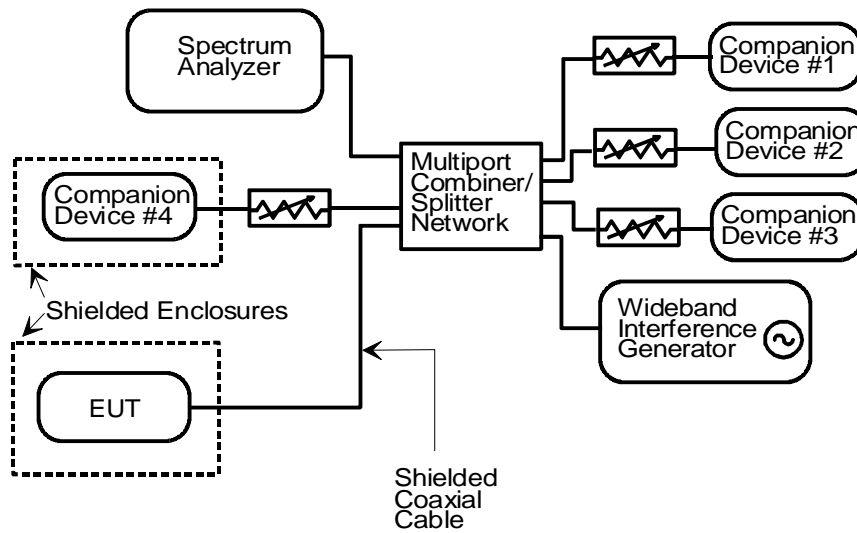 Spectrum
Analyzer
Companion
Device #1
Companion
Device #2
Companion
Device #3
Multiport
Combiner/
Splitter
Network
Companion
Device #4
Shielded Enclosures
Wideband
Interference
Generator
EUT
Shielded
Coaxial
Cable